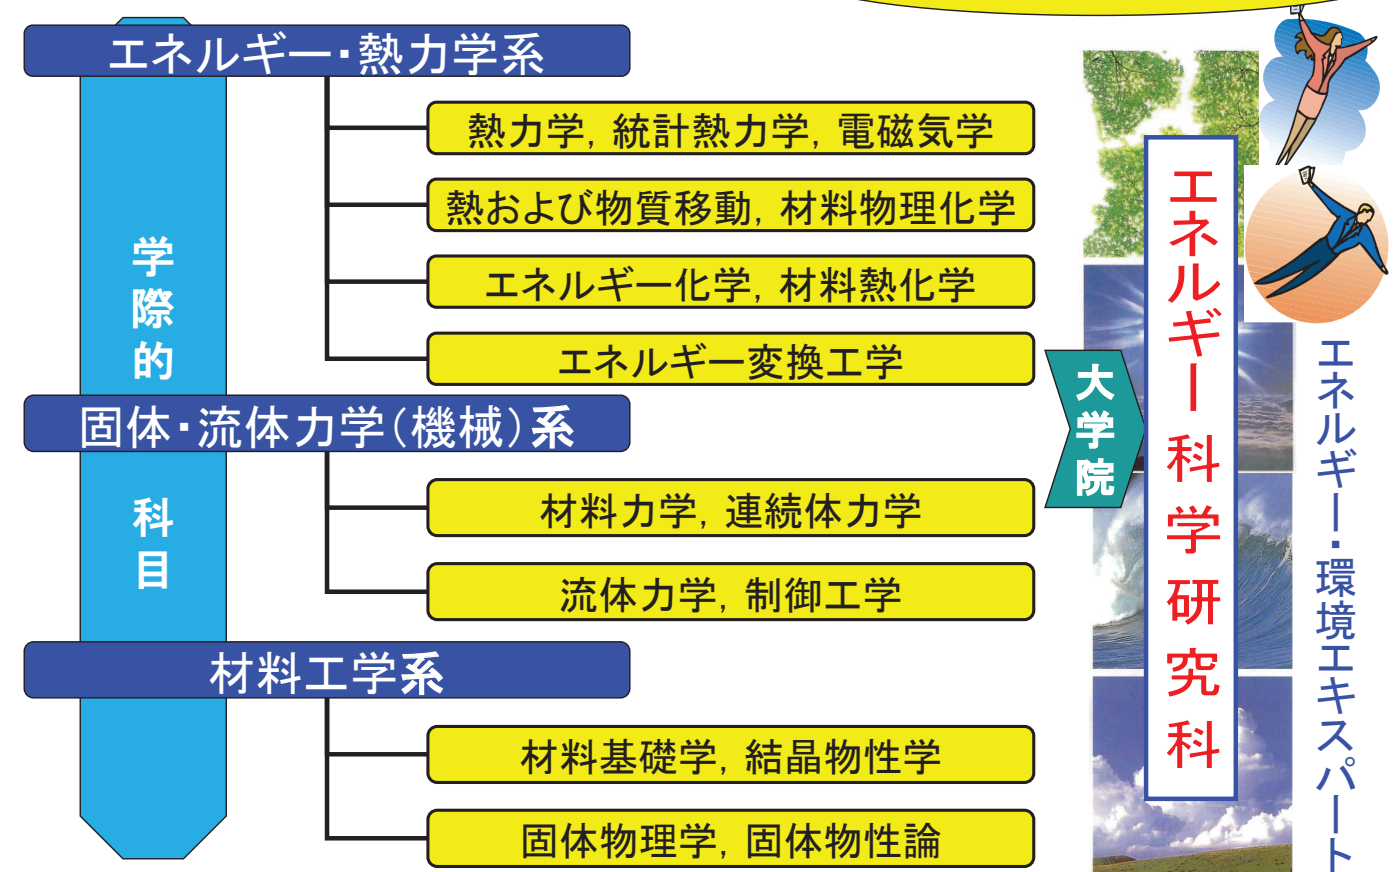 エネルギー・熱力学系
熱力学, 統計熱力学, 電磁気学
熱および物質移動, 材料物理化学
エネルギー化学, 材料熱化学
エネルギー変換工学
固体・流体力学(機械)系
材料力学, 連続体力学
流体力学, 制御工学
材料工学系
材料基礎学, 結晶物性学
固体物理学, 固体物性論
学際的 科目
大学院
エネルギー科学研究科
エネルギー・環境エキスパート